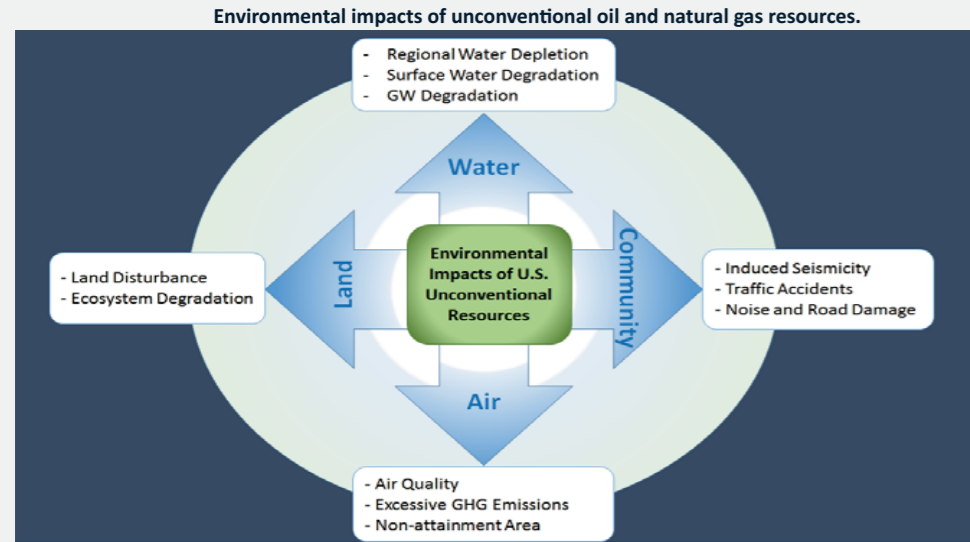 Environmental impacts of unconventional oil and natural gas resources.
- Regional Water Depletion
- Surface Water Degradation
- GW Degradation
Water
- Land Disturbance
- Ecosystem Degradation
Land
Environmental
Impacts of U.S.
Unconventional
Resources
Community
- Induced Seismicity
- Traffic Accidents
- Noise and Road Damage
Air
- Air Quality
- Excessive GHG Emissions
- Non-attainment Area